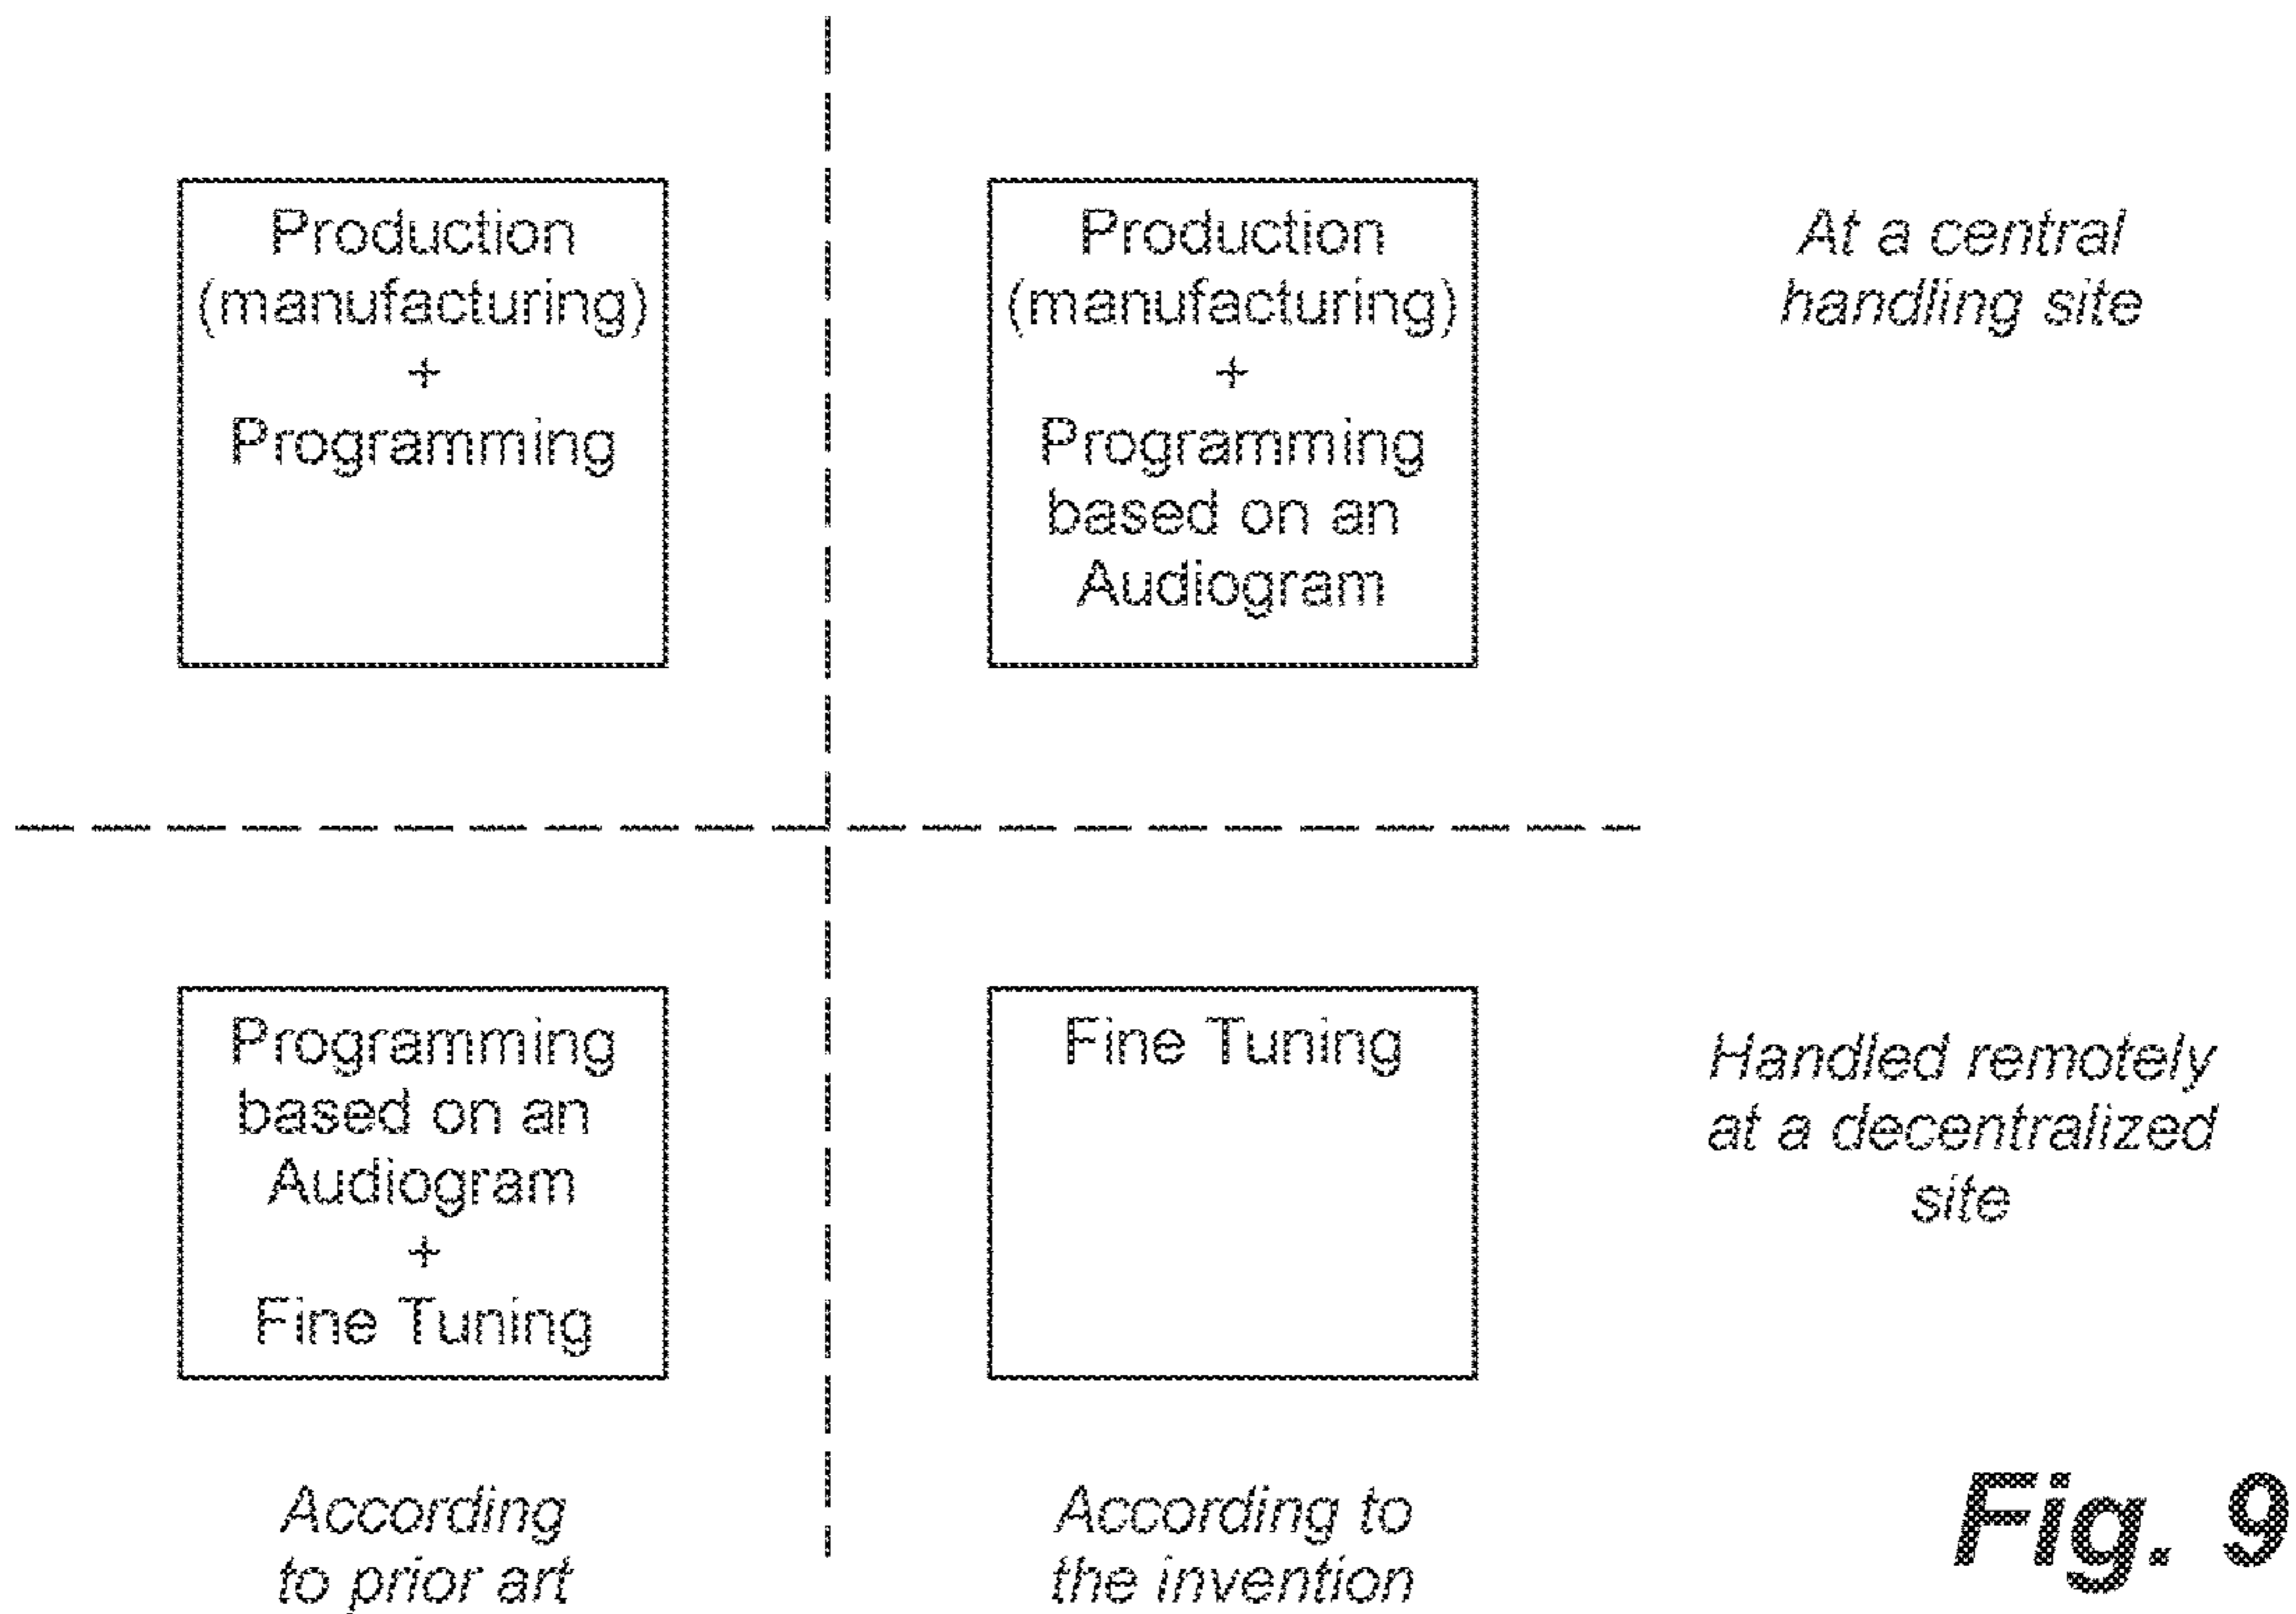 Production
(manufacturing)
+
Programming
Production
(manufacturing)
+
Programming
based on an
Audiogram
At a central
handling site
Programming
based on an
Audiogram
+
Fine Tuning
Fine Tuning
Handled remotely
at a decentralized
site
According
to prior art
According to
the invention
Fig. 9